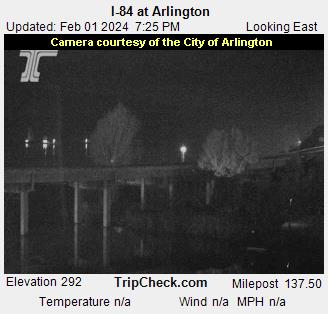 I-84 at Arlington
Updated: Feb 01 2024 7:25 PM Looking East
Camera courtesy of the City of Arlington
Elevation 292 TripCheck.com Milepost 137.50
Temperature n/a Wind n/a MPH n/a